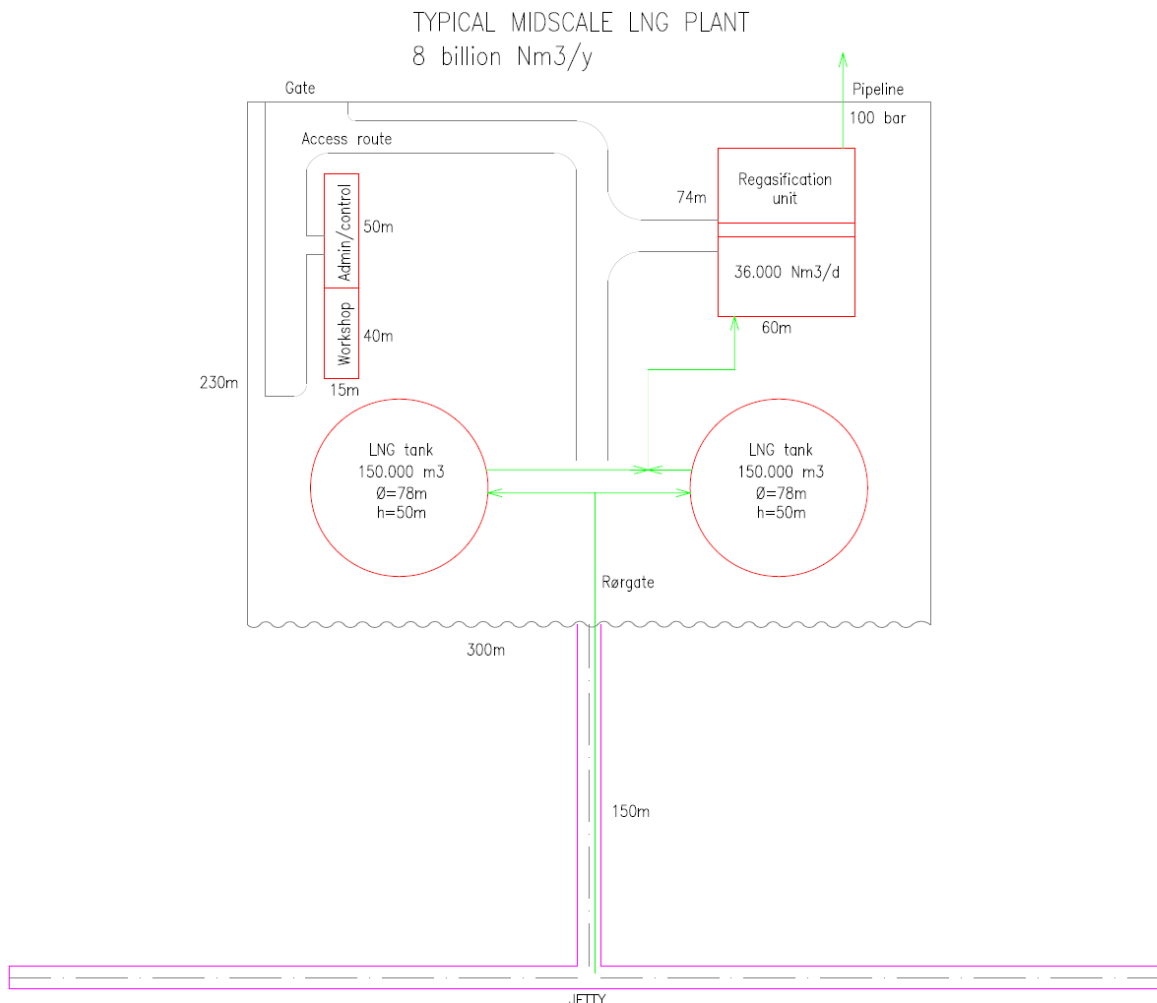 TYPICAL MIDSCALE LNG PLANT
8 billion Nm3/y
Gate
Pipeline
100 bar
Access route
Admin/control
50m
Workshop
40m
15m
230m
74m
Regasification
unit
36.000 Nm3/d
60m
LNG tank
150.000 m3
Ø=78m
h=50m
LNG tank
150.000 m3
Ø=78m
h=50m
Rørgate
300m
150m
JETTY